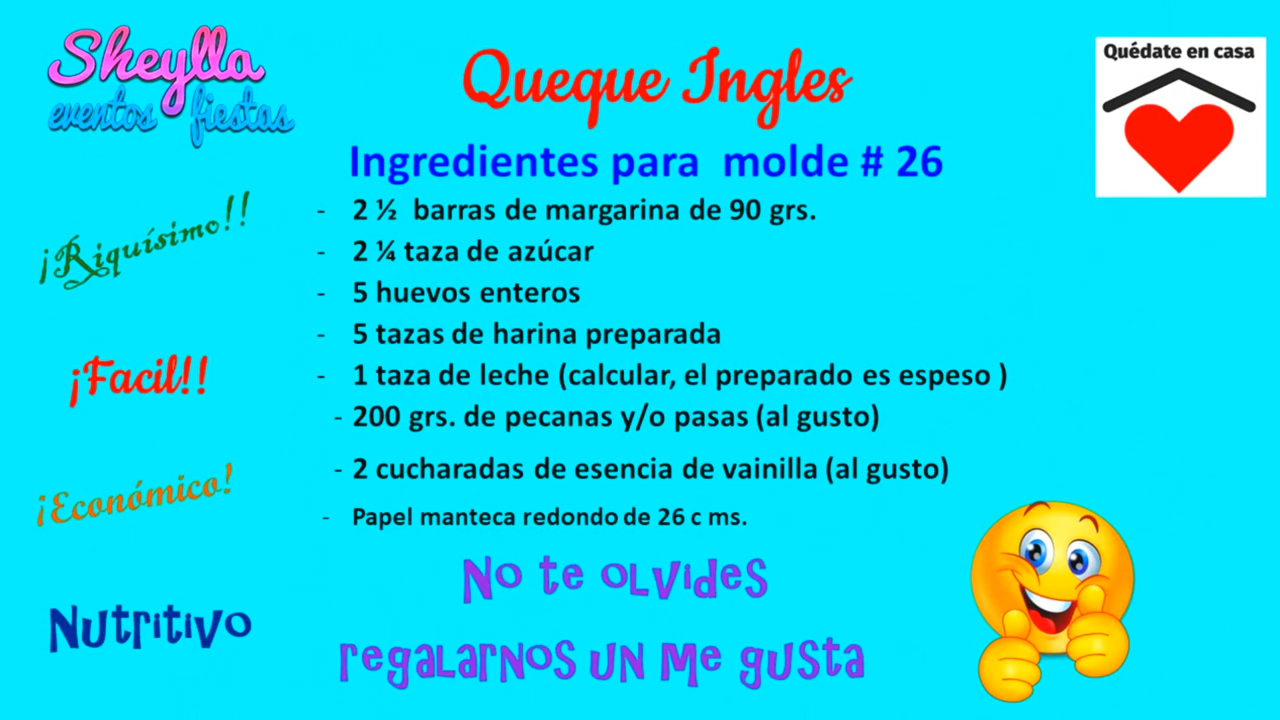 Sheylla
eventos fiestas
Quédate en casa
Queque Ingles
Ingredientes para molde # 26
- 2 ½ barras de margarina de 90 grs.
- 2 ¼ taza de azúcar
- 5 huevos enteros
- 5 tazas de harina preparada
- 1 taza de leche (calcular, el preparado es espeso )
- 200 grs. de pecanas y/o pasas (al gusto)
- 2 cucharadas de esencia de vainilla (al gusto)
- Papel manteca redondo de 26 c ms.
¡Riquísimo!!
¡Facil!!
¡Económico!
Nutritivo
No te olvides
regalarnos un me gusta